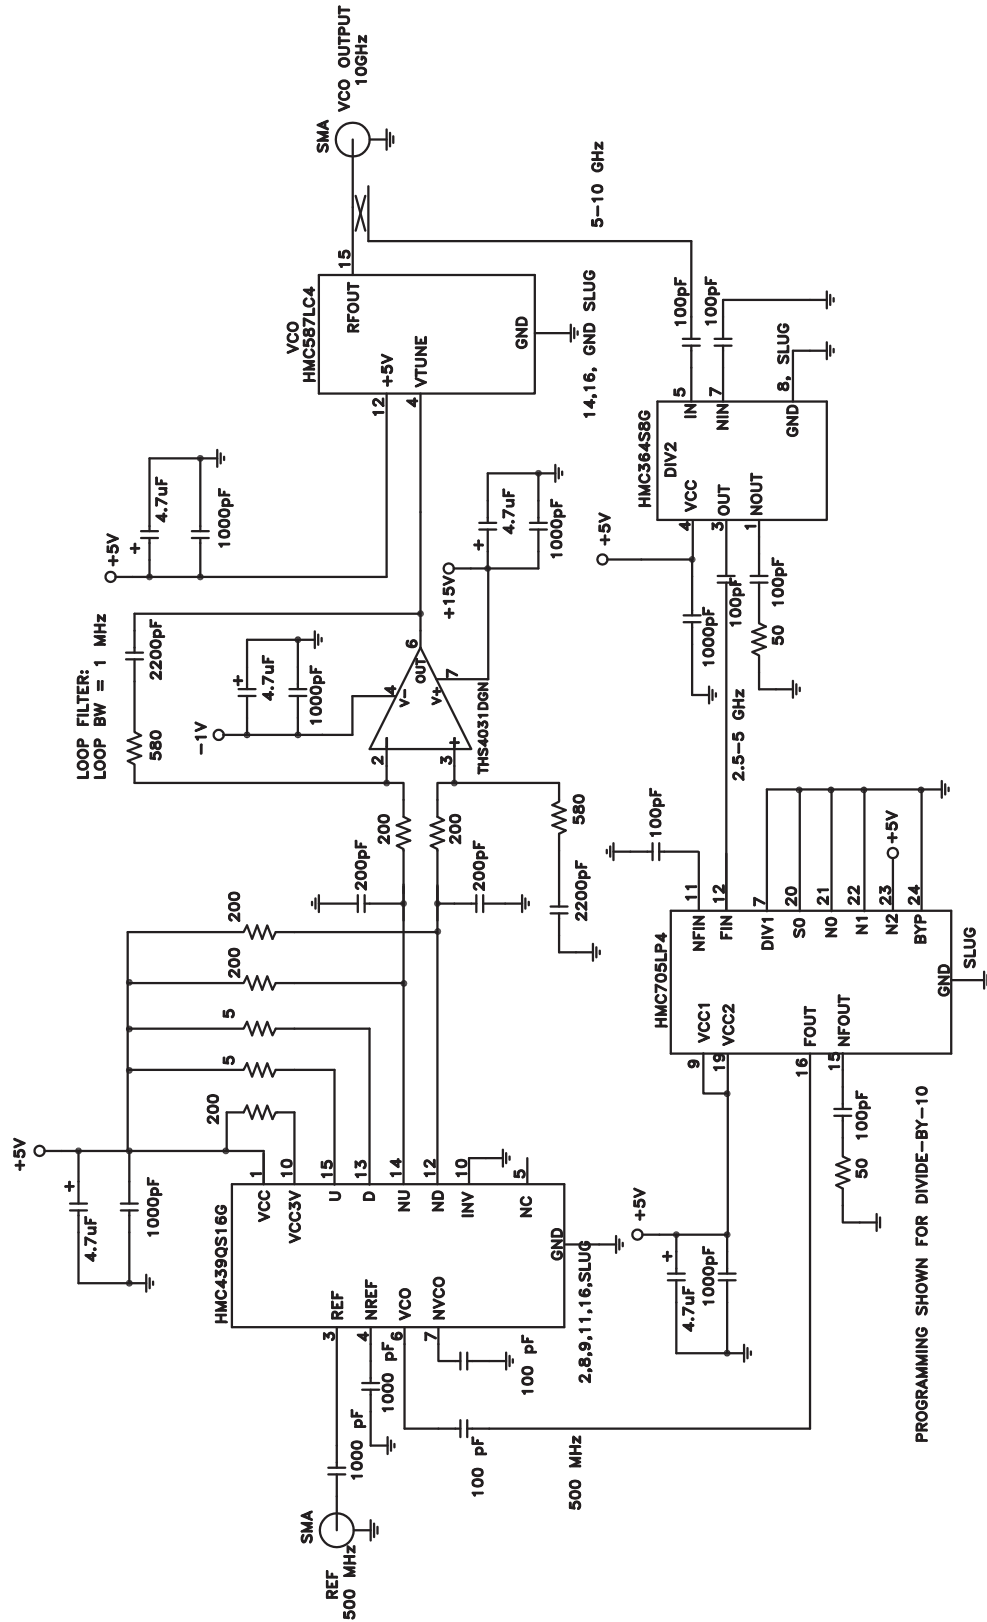 REF
500 MHz
SMA
1000 pF
1000 pF
3
4
6
7
REF
NREF
VCO
NVCO
HMC439QS16G
100 pF
100 pF
500 MHz
2,8,9,11,16,SLUG
GND
VCC
VCC3V
U
D
NU
ND
INV
NC
1
10
15
13
14
12
10
5
+5V
+
4.7uF
1000pF
200
5
5
200
200
200pF
200pF
200
200
2200pF
580
LOOP FILTER:
LOOP BW = 1 MHz
580
2200pF
-1V
+
4.7uF
1000pF
2
3
4
6
7
V-
V+
OUT
-
+
THS4031DGN
+15V
+
4.7uF
1000pF
+5V
+
4.7uF
1000pF
VCO
HMC587LC4
12
4
+5V
VTUNE
RFOUT
15
GND
14,16, GND SLUG
SMA
VCO OUTPUT
10GHz
5-10 GHz
100pF
100pF
5
7
IN
NIN
GND
8, SLUG
HMC364S8G
DIV2
VCC
OUT
NOUT
4
3
1
+5V
1000pF
100pF
100pF
50
2.5-5 GHz
100pF
11
12
7
20
21
22
23
24
+5V
NFIN
FIN
DIV1
S0
N0
N1
N2
BYP
HMC705LP4
GND
SLUG
VCC1
VCC2
FOUT
NFOUT
9
19
16
15
100pF
50
+5V
+
4.7uF
1000pF
PROGRAMMING SHOWN FOR DIVIDE-BY-10